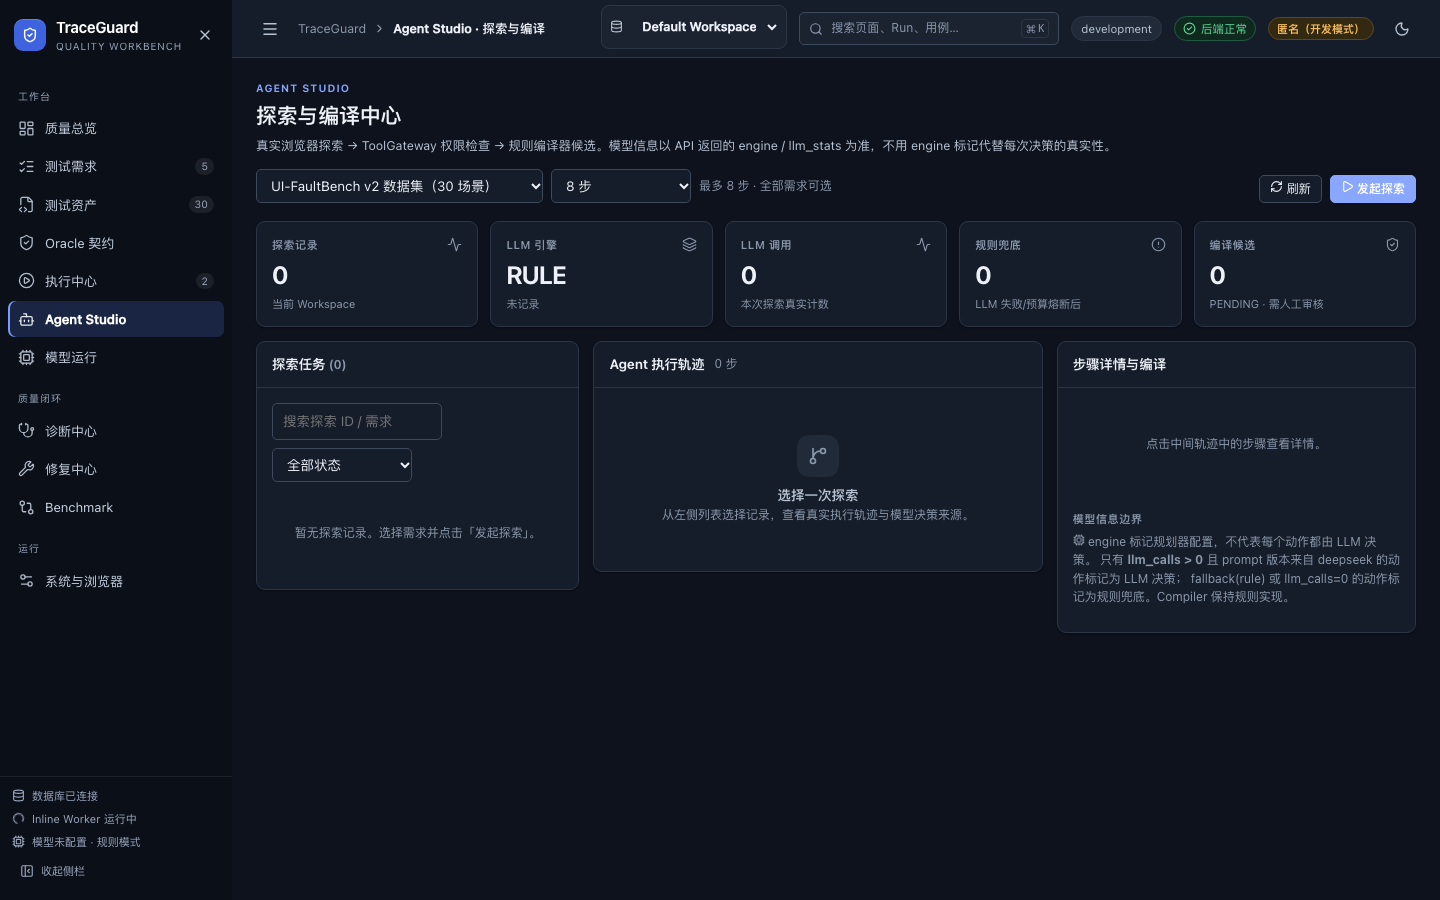 TraceGuard
QUALITY WORKBENCH
工作台
质量总览
测试需求 5
测试资产 30
Oracle 契约
执行中心 2
Agent Studio
模型运行
质量闭环
诊断中心
修复中心
Benchmark
运行
系统与浏览器
数据库已连接
Inline Worker 运行中
模型未配置 · 规则模式
收起侧栏
TraceGuard > Agent Studio · 探索与编译
Default Workspace
搜索页面、Run、用例... ⌘ K
development
后端正常
匿名（开发模式）
AGENT STUDIO
探索与编译中心
真实浏览器探索 → ToolGateway 权限检查 → 规则编译器候选。模型信息以 API 返回的 engine / llm_stats 为准，不用 engine 标记代替每次决策的真实性。
UI-FaultBench v2 数据集（30 场景） 8 步 最多 8 步 · 全部需求可选
刷新 发起探索
探索记录
0
当前 Workspace
LLM 引擎
RULE
未记录
LLM 调用
0
本次探索真实计数
规则兜底
0
LLM 失败/预算熔断后
编译候选
0
PENDING · 需人工审核
探索任务 (0)
搜索探索 ID / 需求
全部状态
暂无探索记录。选择需求并点击「发起探索」。
Agent 执行轨迹 0 步
选择一次探索
从左侧列表选择记录，查看真实执行轨迹与模型决策来源。
步骤详情与编译
点击中间轨迹中的步骤查看详情。
模型信息边界
engine 标记规划器配置，不代表每个动作都由 LLM 决
策。 只有 llm_calls > 0 且 prompt 版本来自 deepseek 的动
作标记为 LLM 决策； fallback(rule) 或 llm_calls=0 的动作标
记为规则兜底。Compiler 保持规则实现。